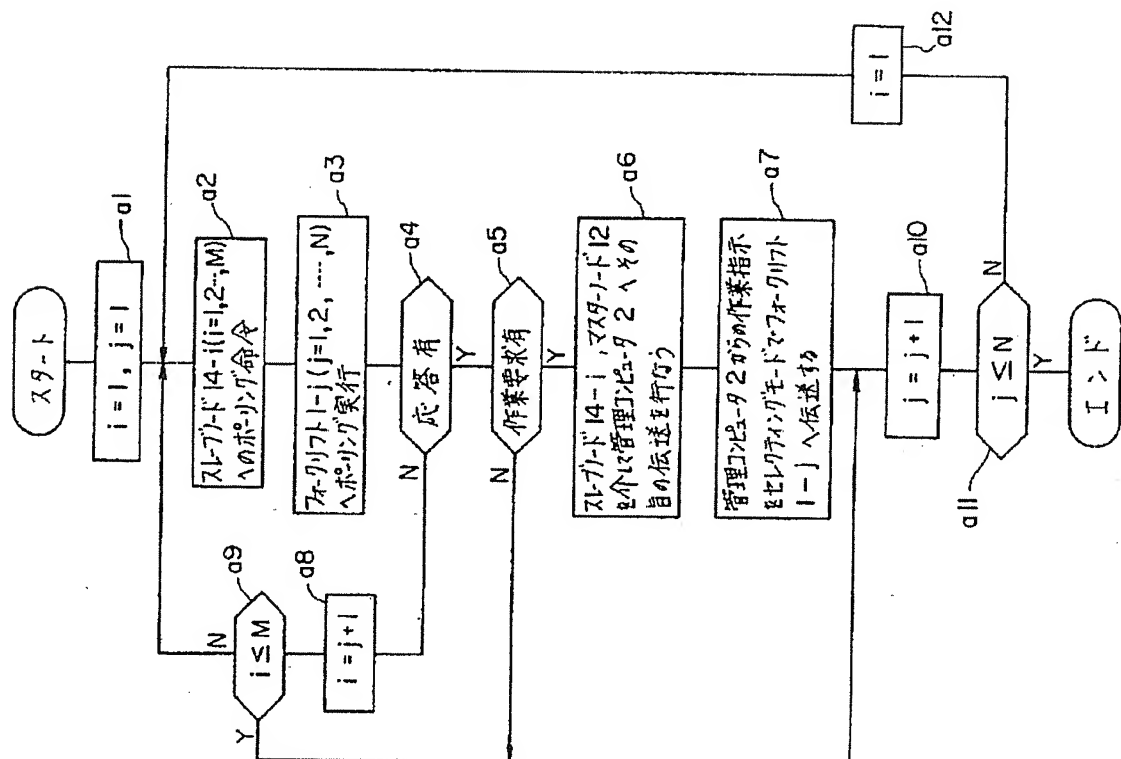 スタート
i = 1 , j = 1
a1
スレーブノード 14-i(i=1,2…,M)
へのポーリング命令
a2
フォークリフト1-j(j=1,2,……,N)
へポーリング実行
a3
応答有
a4
N
Y
作業要求有
a5
N
Y
スレーブノード 14-i,マスターノード12
を介して管理コンピュータ 2 へその
旨の伝送を行なう
a6
管理コンピュータ 2 からの作業指示
をセレクティングモードでフォークリフト
1-j へ伝送する
a7
i = j + 1
a8
i ≤ M
a9
N
Y
j = j + 1
a10
j ≤ N
a11
N
Y
i = 1
a12
エンド